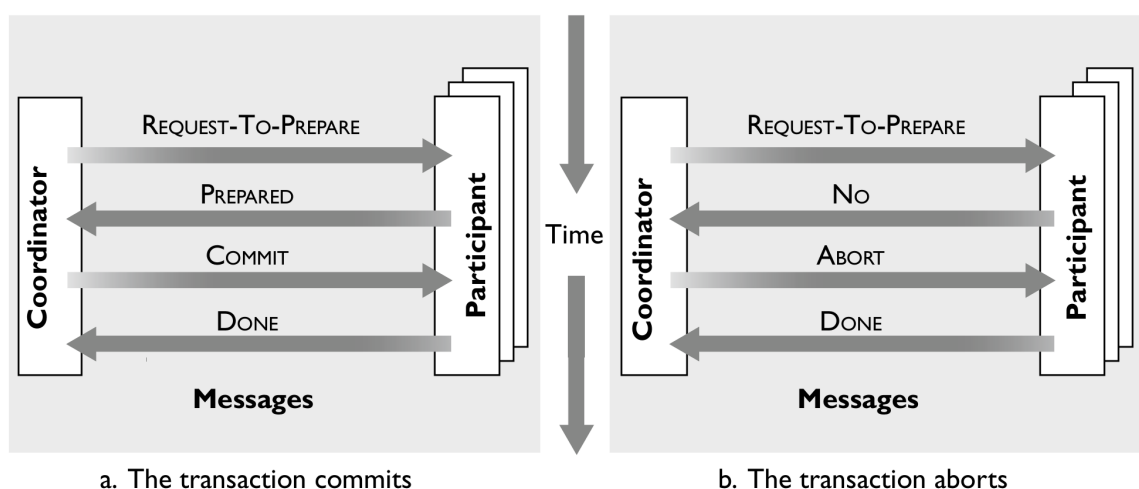 REQUEST-TO-PREPARE
PREPARED
COMMIT
DONE
Coordinator
Participant
Messages
a. The transaction commits
Time
REQUEST-TO-PREPARE
NO
ABORT
DONE
Coordinator
Participant
Messages
b. The transaction aborts